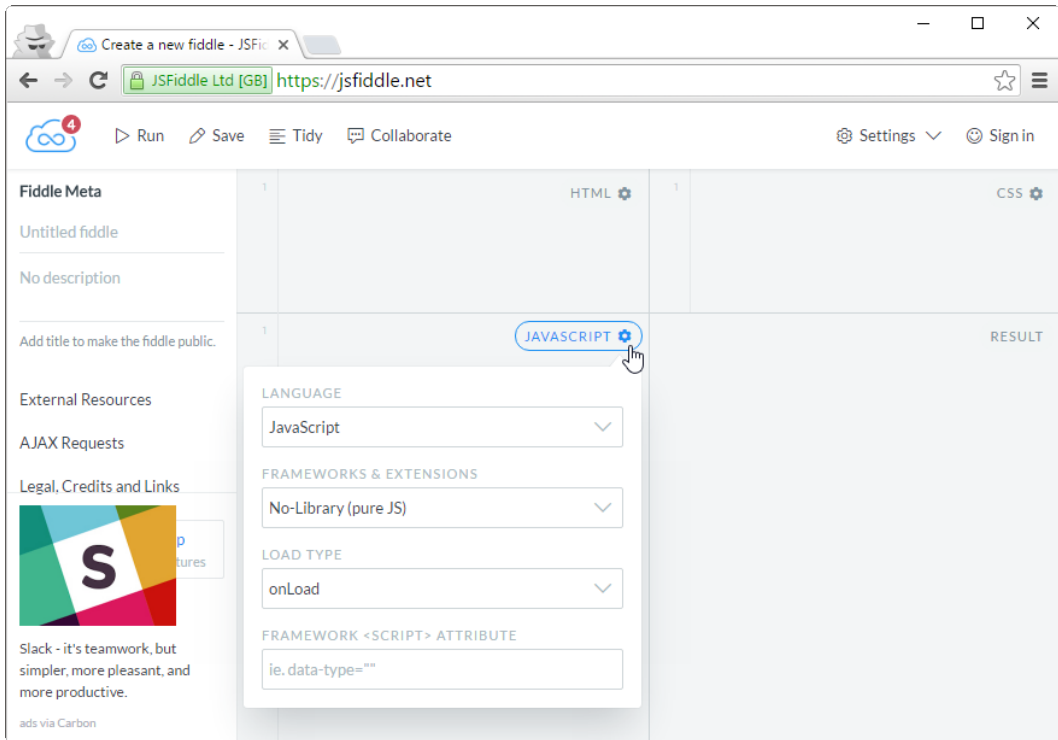 Create a new fiddle - JSFic
JSFiddle Ltd [GB] https://jsfiddle.net
4
Run Save Tidy Collaborate Settings Sign in
Fiddle Meta
Untitled fiddle
No description
Add title to make the fiddle public.
External Resources
AJAX Requests
Legal, Credits and Links
p
tures
S
Slack - it's teamwork, but
simpler, more pleasant, and
more productive.
ads via Carbon
1 HTML
1 CSS
1 JAVASCRIPT
RESULT
LANGUAGE
JavaScript
FRAMEWORKS & EXTENSIONS
No-Library (pure JS)
LOAD TYPE
onLoad
FRAMEWORK <SCRIPT> ATTRIBUTE
ie. data-type=""